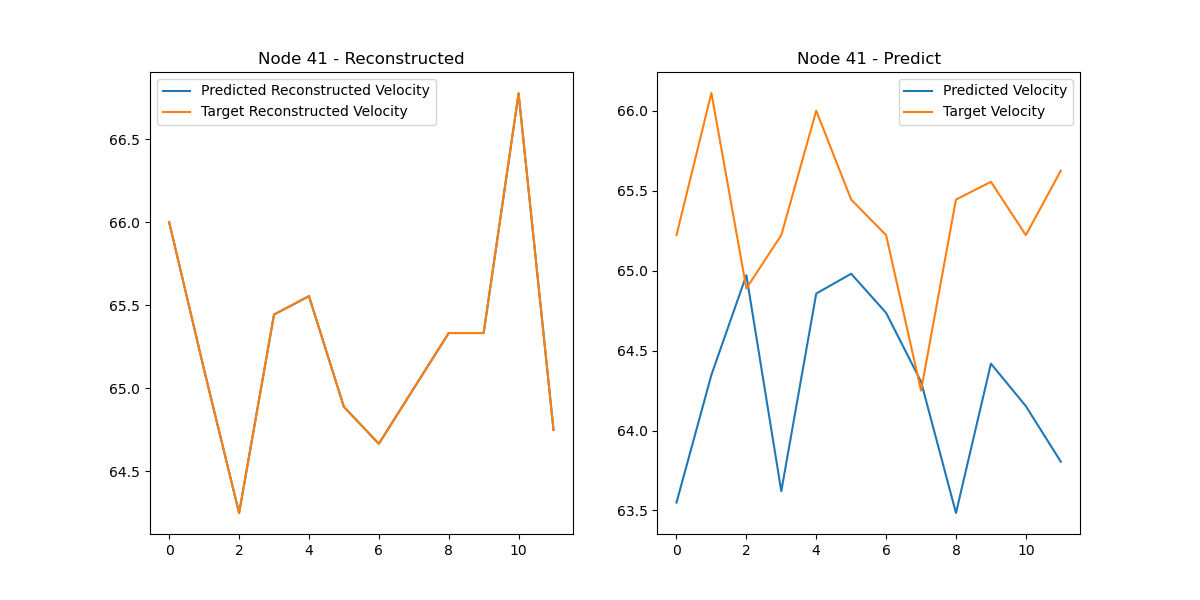 Node 41 - Reconstructed
Predicted Reconstructed Velocity
Target Reconstructed Velocity
66.5
66.0
65.5
65.0
64.5
0 2 4 6 8 10
Node 41 - Predict
Predicted Velocity
Target Velocity
66.0
65.5
65.0
64.5
64.0
63.5
0 2 4 6 8 10